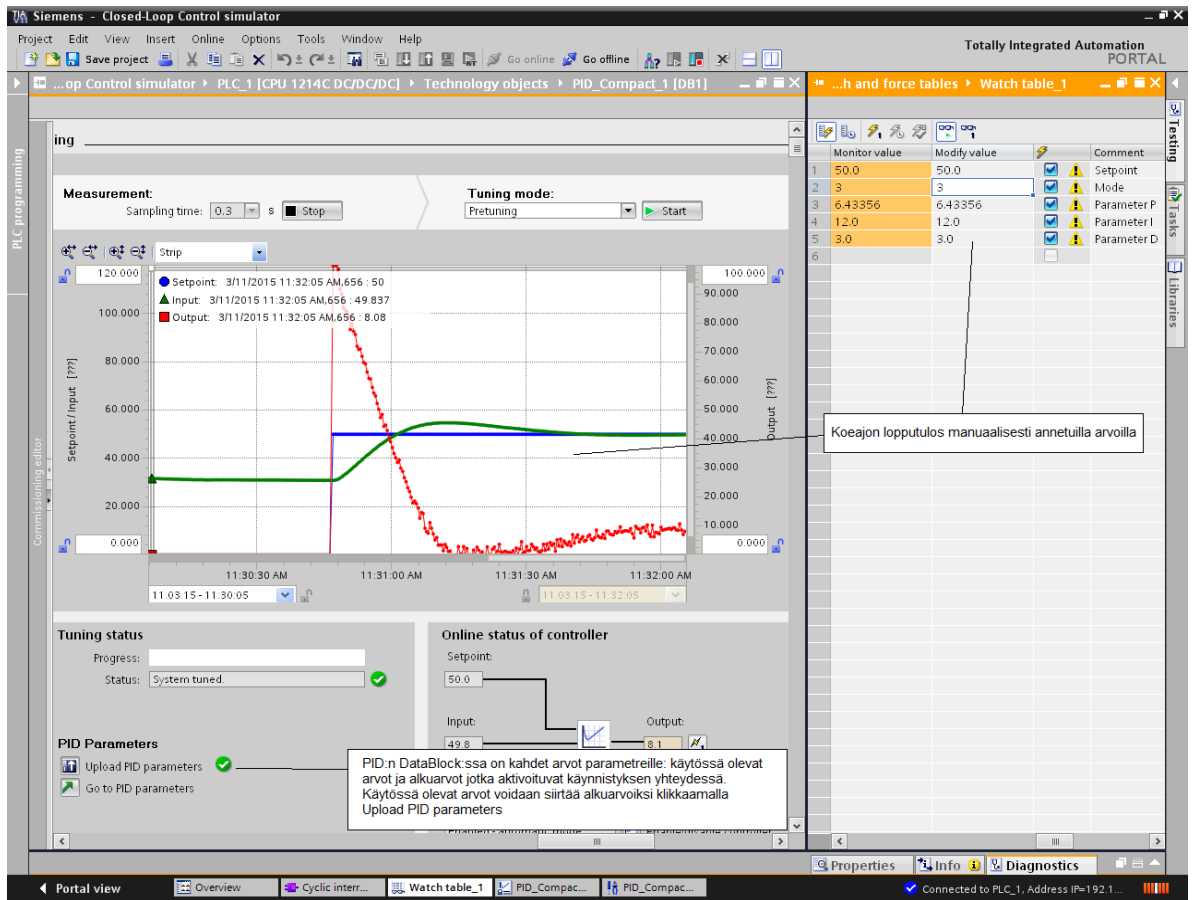 Siemens - Closed-Loop Control simulator
Project Edit View Insert Online Options Tools Window Help
Totally Integrated Automation
PORTAL
Save project
Go online
Go offline
...op Control simulator PLC_1 [CPU 1214C DC/DC/DC] Technology objects PID_Compact_1 [DB1]
...h and force tables Watch table_1
PLC programming
Commissioning editor
ing
Measurement:
Sampling time: 0.3 s Stop
Tuning mode:
Pretuning Start
Strip
Setpoint: 3/11/2015 11:32:05 AM,656 : 50
Input: 3/11/2015 11:32:05 AM,656 : 49.837
Output: 3/11/2015 11:32:05 AM,656 : 8.08
120.000
100.000
80.000
60.000
40.000
20.000
0.000
Setpoint / Input [???]
100.000
90.000
80.000
70.000
60.000
50.000
40.000
30.000
20.000
10.000
0.000
Output [???]
11:30:30 AM 11:31:00 AM 11:31:30 AM 11:32:00 AM
11.03.15 - 11:30:05
11.03.15 - 11:32:05
Monitor value Modify value Comment
1 50.0 50.0 Setpoint
2 3 3 Mode
3 6.43356 6.43356 Parameter P
4 12.0 12.0 Parameter I
5 3.0 3.0 Parameter D
6
Testing
Tasks
Libraries
Koeajon lopputulos manuaalisesti annetuilla arvoilla
Tuning status
Progress:
Status: System tuned.
PID Parameters
Upload PID parameters
Go to PID parameters
Online status of controller
Setpoint:
50.0
Input:
49.8
Output:
8.1
PID:n DataBlock:ssa on kahdet arvot parametreille: käytössä olevat
arvot ja alkuarvot jotka aktivoituvat käynnistyksen yhteydessä.
Käytössä olevat arvot voidaan siirtää alkuarvoiksi klikkaamalla
Upload PID parameters
Properties Info Diagnostics
Portal view Overview Cyclic interr... Watch table_1 PID_Compac... PID_Compac...
Connected to PLC_1, Address IP=192.1...